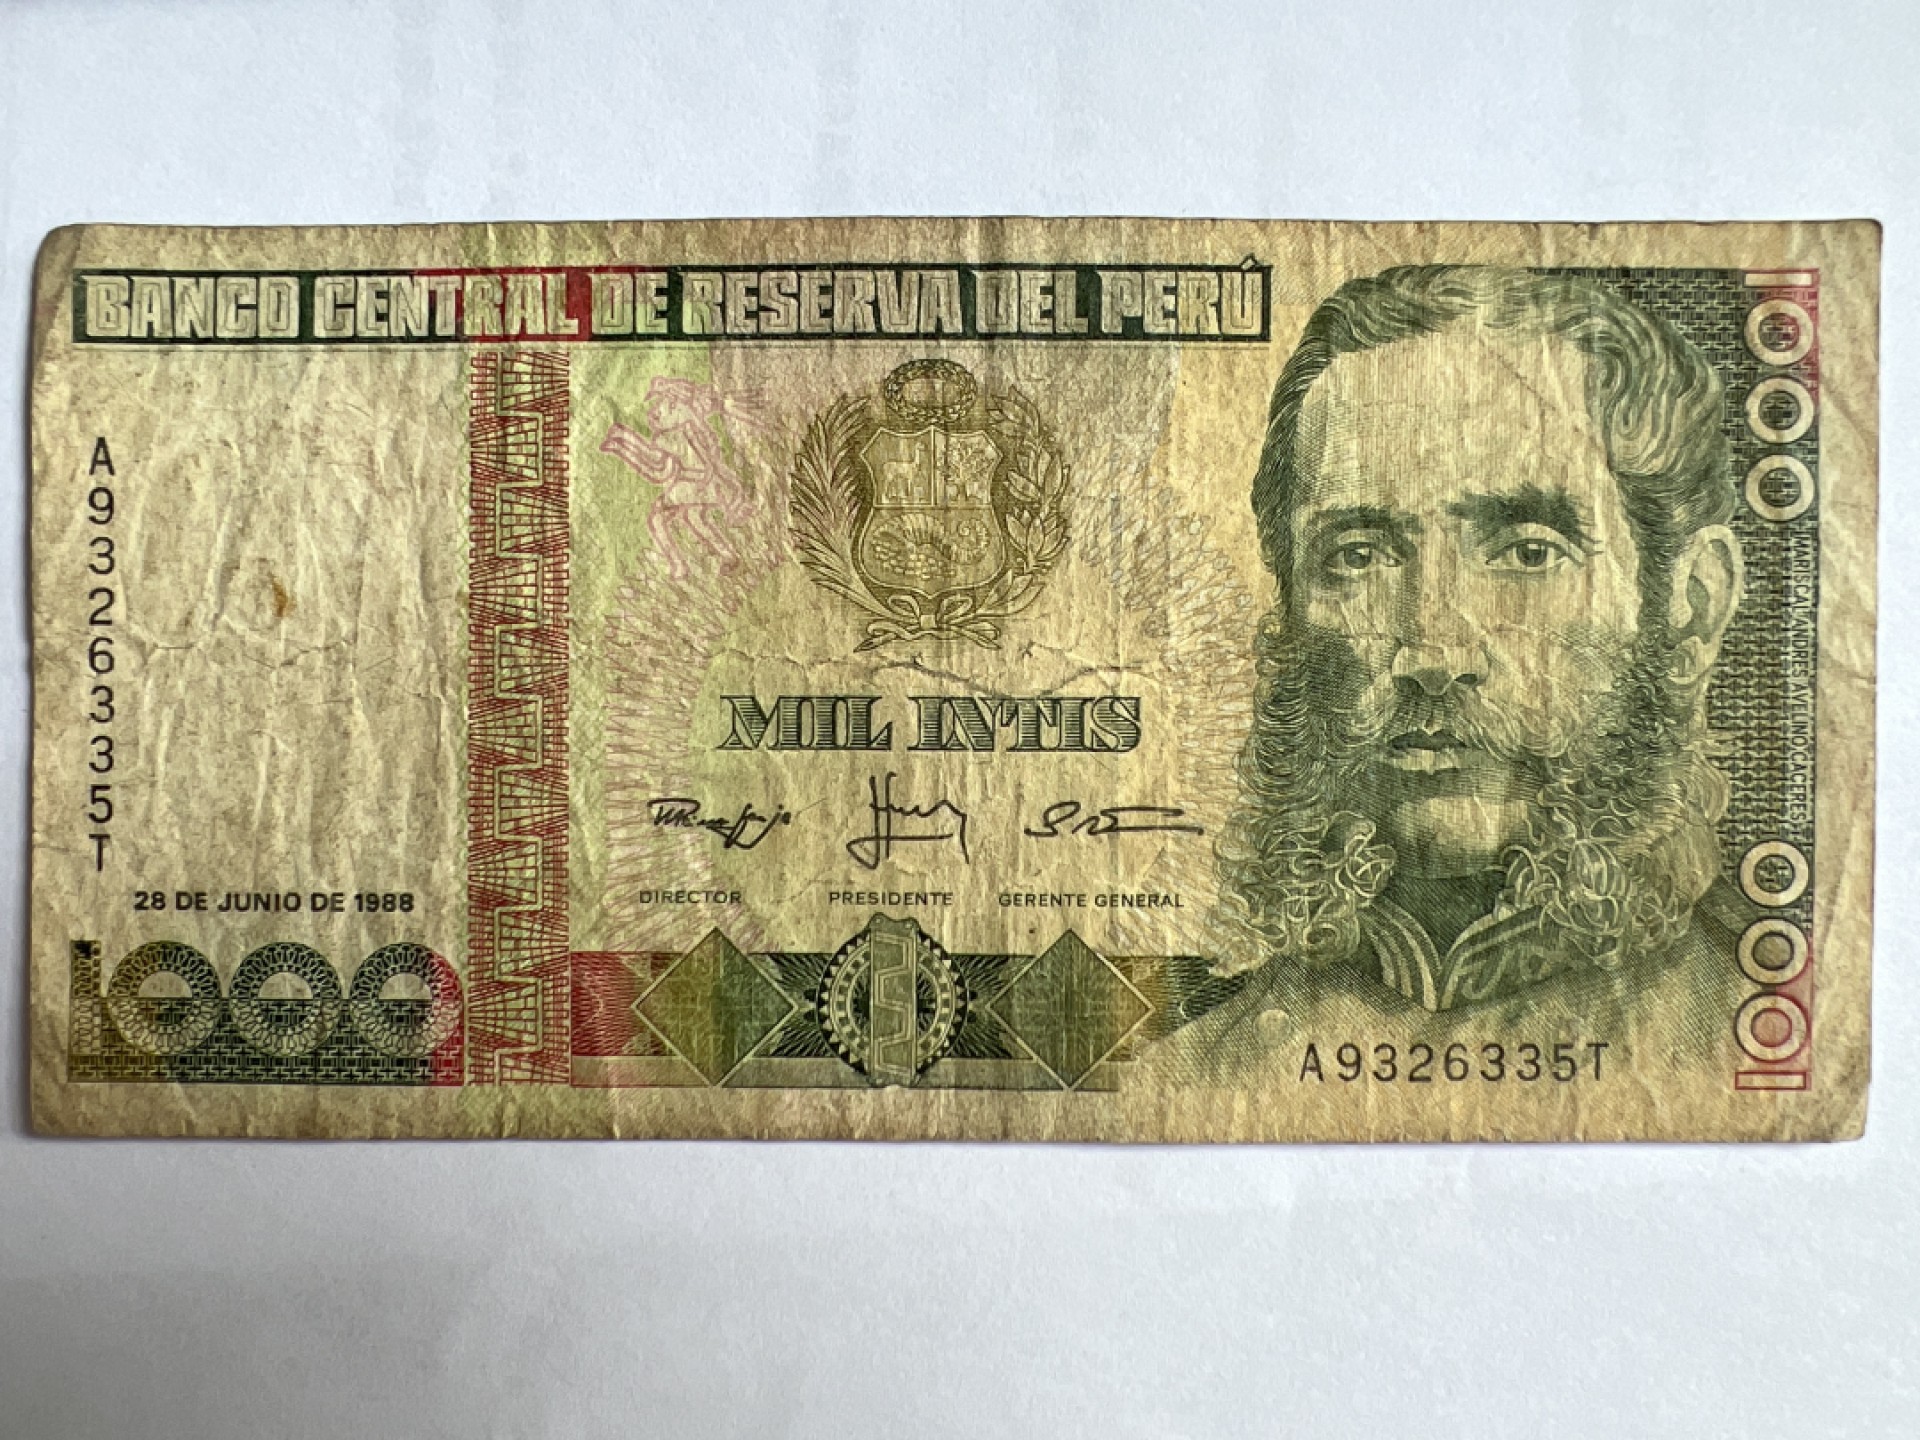 BANCO CENTRAL DE RESERVA DEL PERÚ
A9326335T
28 DE JUNIO DE 1988
1000
MIL INTIS
DIRECTOR PRESIDENTE GERENTE GENERAL
1000
MARISCAL ANDRES AVELINO CACERES
1000
A9326335T